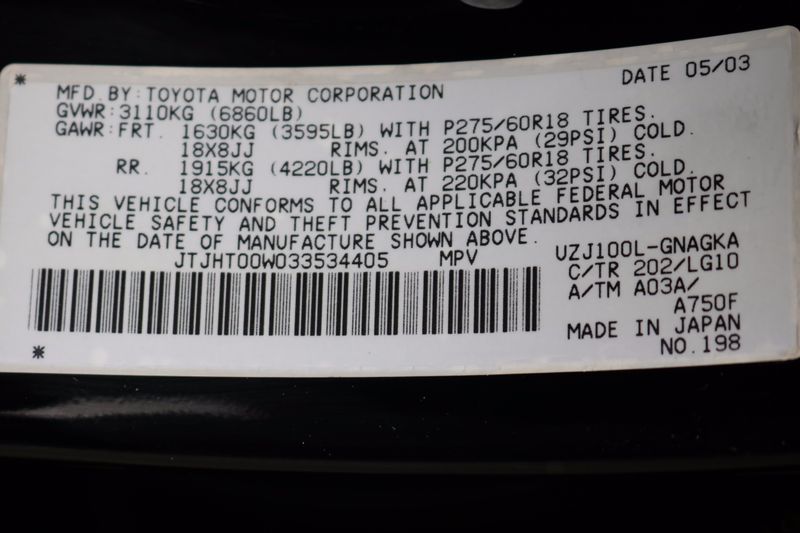 DATE 05/03
MFD. BY: TOYOTA MOTOR CORPORATION
GVWR: 3110KG (6860LB)
GAWR: FRT. 1630KG (3595LB) WITH P275/60R18 TIRES.
18X8JJ RIMS. AT 200KPA (29PSI) COLD.
RR. 1915KG (4220LB) WITH P275/60R18 TIRES.
18X8JJ RIMS. AT 220KPA (32PSI) COLD.
THIS VEHICLE CONFORMS TO ALL APPLICABLE FEDERAL MOTOR
VEHICLE SAFETY AND THEFT PREVENTION STANDARDS IN EFFECT
ON THE DATE OF MANUFACTURE SHOWN ABOVE.
JTJHT00W033534405 MPV
UZJ100L-GNAGKA
C/TR 202/LG10
A/TM A03A/
A750F
MADE IN JAPAN
NO. 198